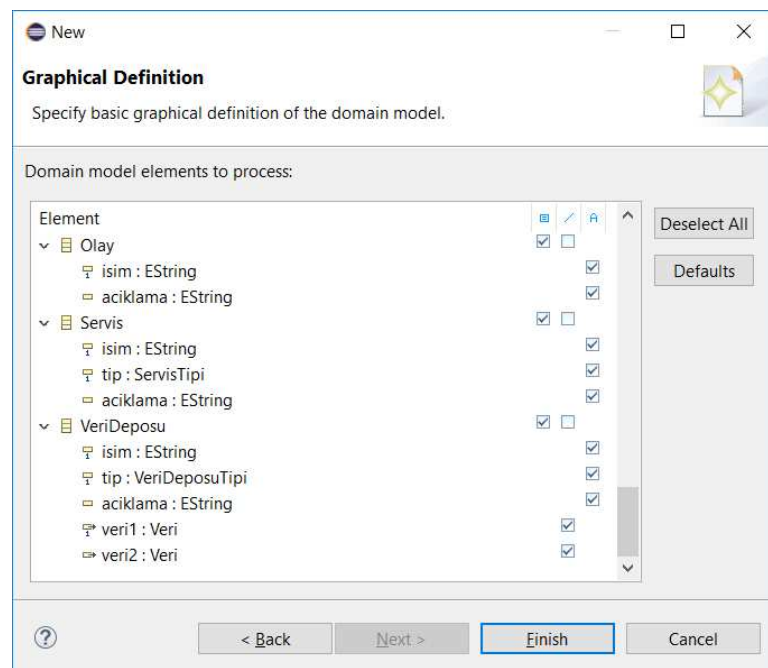 New
Graphical Definition
Specify basic graphical definition of the domain model.
Domain model elements to process:
Element
Olay
isim : EString
aciklama : EString
Servis
isim : EString
tip : ServisTipi
aciklama : EString
VeriDeposu
isim : EString
tip : VeriDeposuTipi
aciklama : EString
veri1 : Veri
veri2 : Veri
Deselect All
Defaults
< Back
Next >
Finish
Cancel